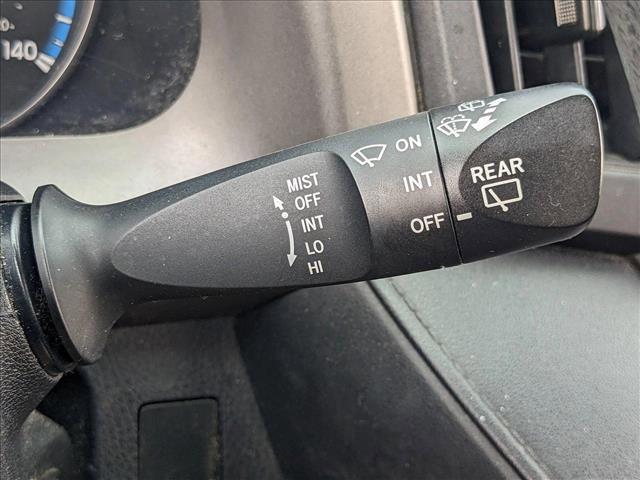 140
MIST
OFF
INT
LO
HI
ON
INT
OFF
REAR